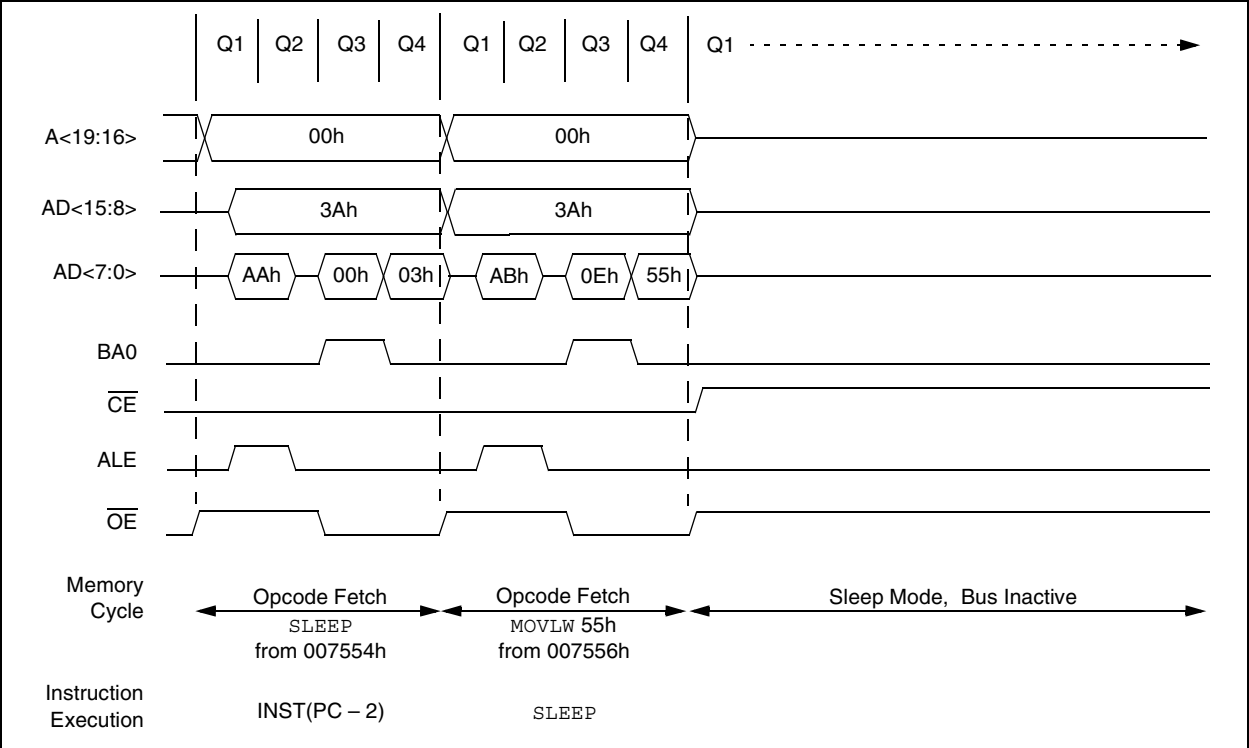 Q1 Q2 Q3 Q4 Q1 Q2 Q3 Q4 Q1
A<19:16> 00h 00h
AD<15:8> 3Ah 3Ah
AD<7:0> AAh 00h 03h ABh 0Eh 55h
BA0
CE
ALE
OE
Memory
Cycle
Opcode Fetch
SLEEP
from 007554h
Opcode Fetch
MOVLW 55h
from 007556h
Sleep Mode, Bus Inactive
Instruction
Execution
INST(PC – 2) SLEEP